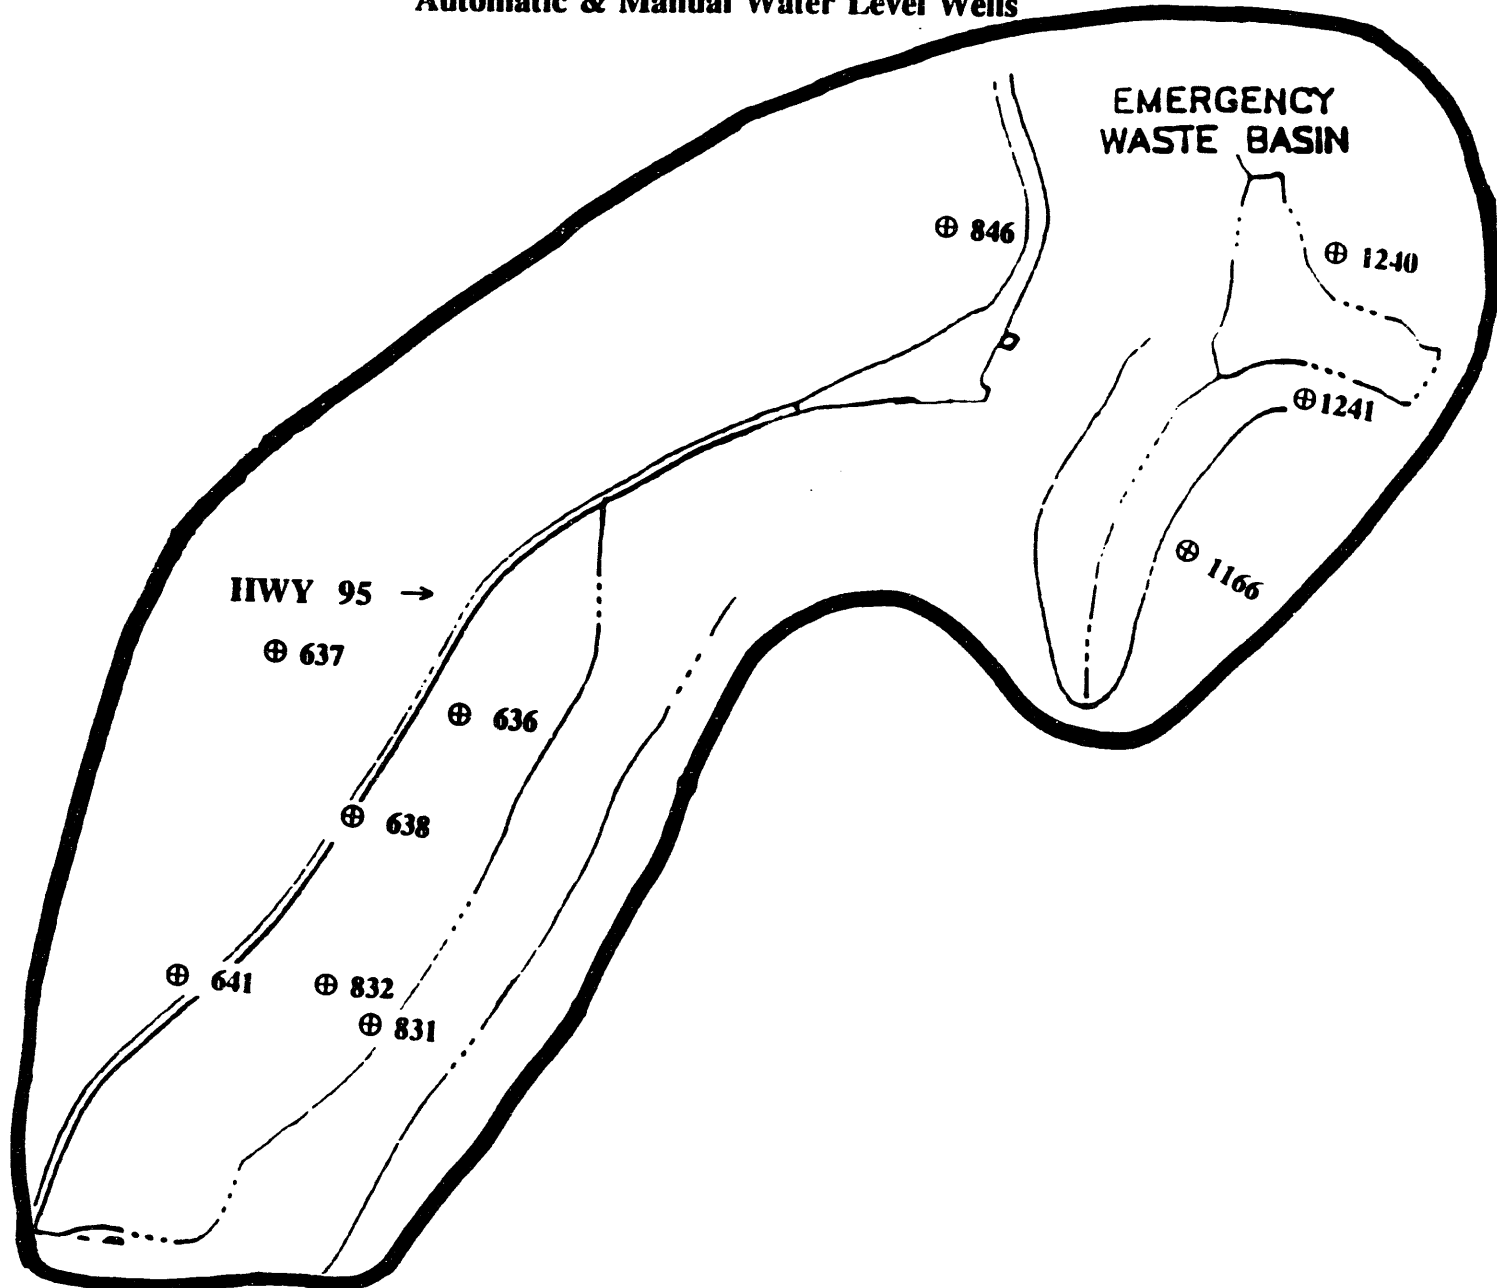 Automatic & Manual Water Level Wells
EMERGENCY
WASTE BASIN
846
1240
1241
1166
HWY 95 →
637
636
638
641
832
831